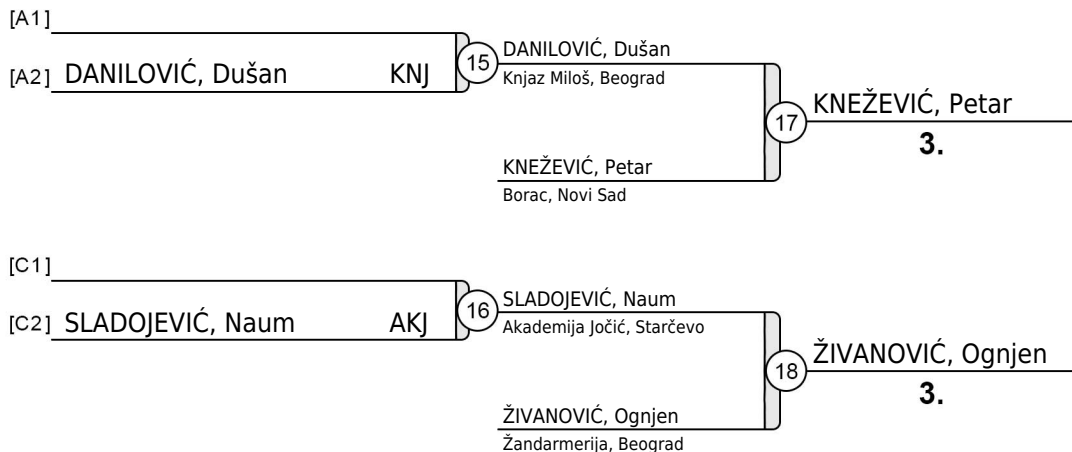 [A1]
[A2] DANILOVIĆ, Dušan KNJ
15
DANILOVIĆ, Dušan
Knjaz Miloš, Beograd
17
KNEŽEVIĆ, Petar
3.
KNEŽEVIĆ, Petar
Borac, Novi Sad
[C1]
[C2] SLADOJEVIĆ, Naum AKJ
16
SLADOJEVIĆ, Naum
Akademija Jočić, Starčevo
18
ŽIVANOVIĆ, Ognjen
3.
ŽIVANOVIĆ, Ognjen
Žandarmerija, Beograd